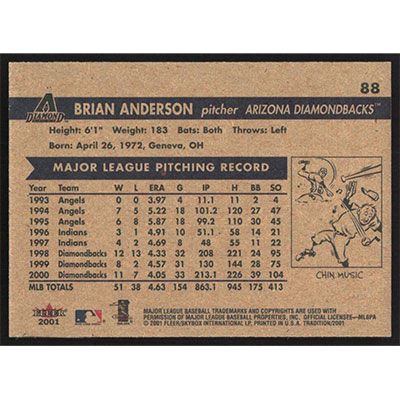 88
A
DIAMOND
BRIAN ANDERSON pitcher ARIZONA DIAMONDBACKS™
Height: 6'1" Weight: 183 Bats: Both Throws: Left
Born: April 26, 1972, Geneva, OH
MAJOR LEAGUE PITCHING RECORD
Year Team W L ERA G IP H BB SO
1993 Angels 0 0 3.97 4 11.1 11 2 4
1994 Angels 7 5 5.22 18 101.2 120 27 47
1995 Angels 6 8 5.87 18 99.2 110 30 45
1996 Indians 3 1 4.91 10 51.1 58 14 21
1997 Indians 4 2 4.69 8 48 55 11 22
1998 Diamondbacks 12 13 4.33 32 208 221 24 95
1999 Diamondbacks 8 2 4.57 31 130 144 28 75
2000 Diamondbacks 11 7 4.05 33 213.1 226 39 104
MLB TOTALS 51 38 4.63 154 863.1 945 175 413
CHIN MUSIC
FLEER
2001
MAJOR LEAGUE BASEBALL TRADEMARKS AND COPYRIGHTS ARE USED WITH
PERMISSION OF MAJOR LEAGUE BASEBALL PROPERTIES, INC. OFFICIAL LICENSEE—MLBPA
© 2001 FLEER/SKYBOX INTERNATIONAL LP, PRINTED IN U.S.A. TRADITION/2001